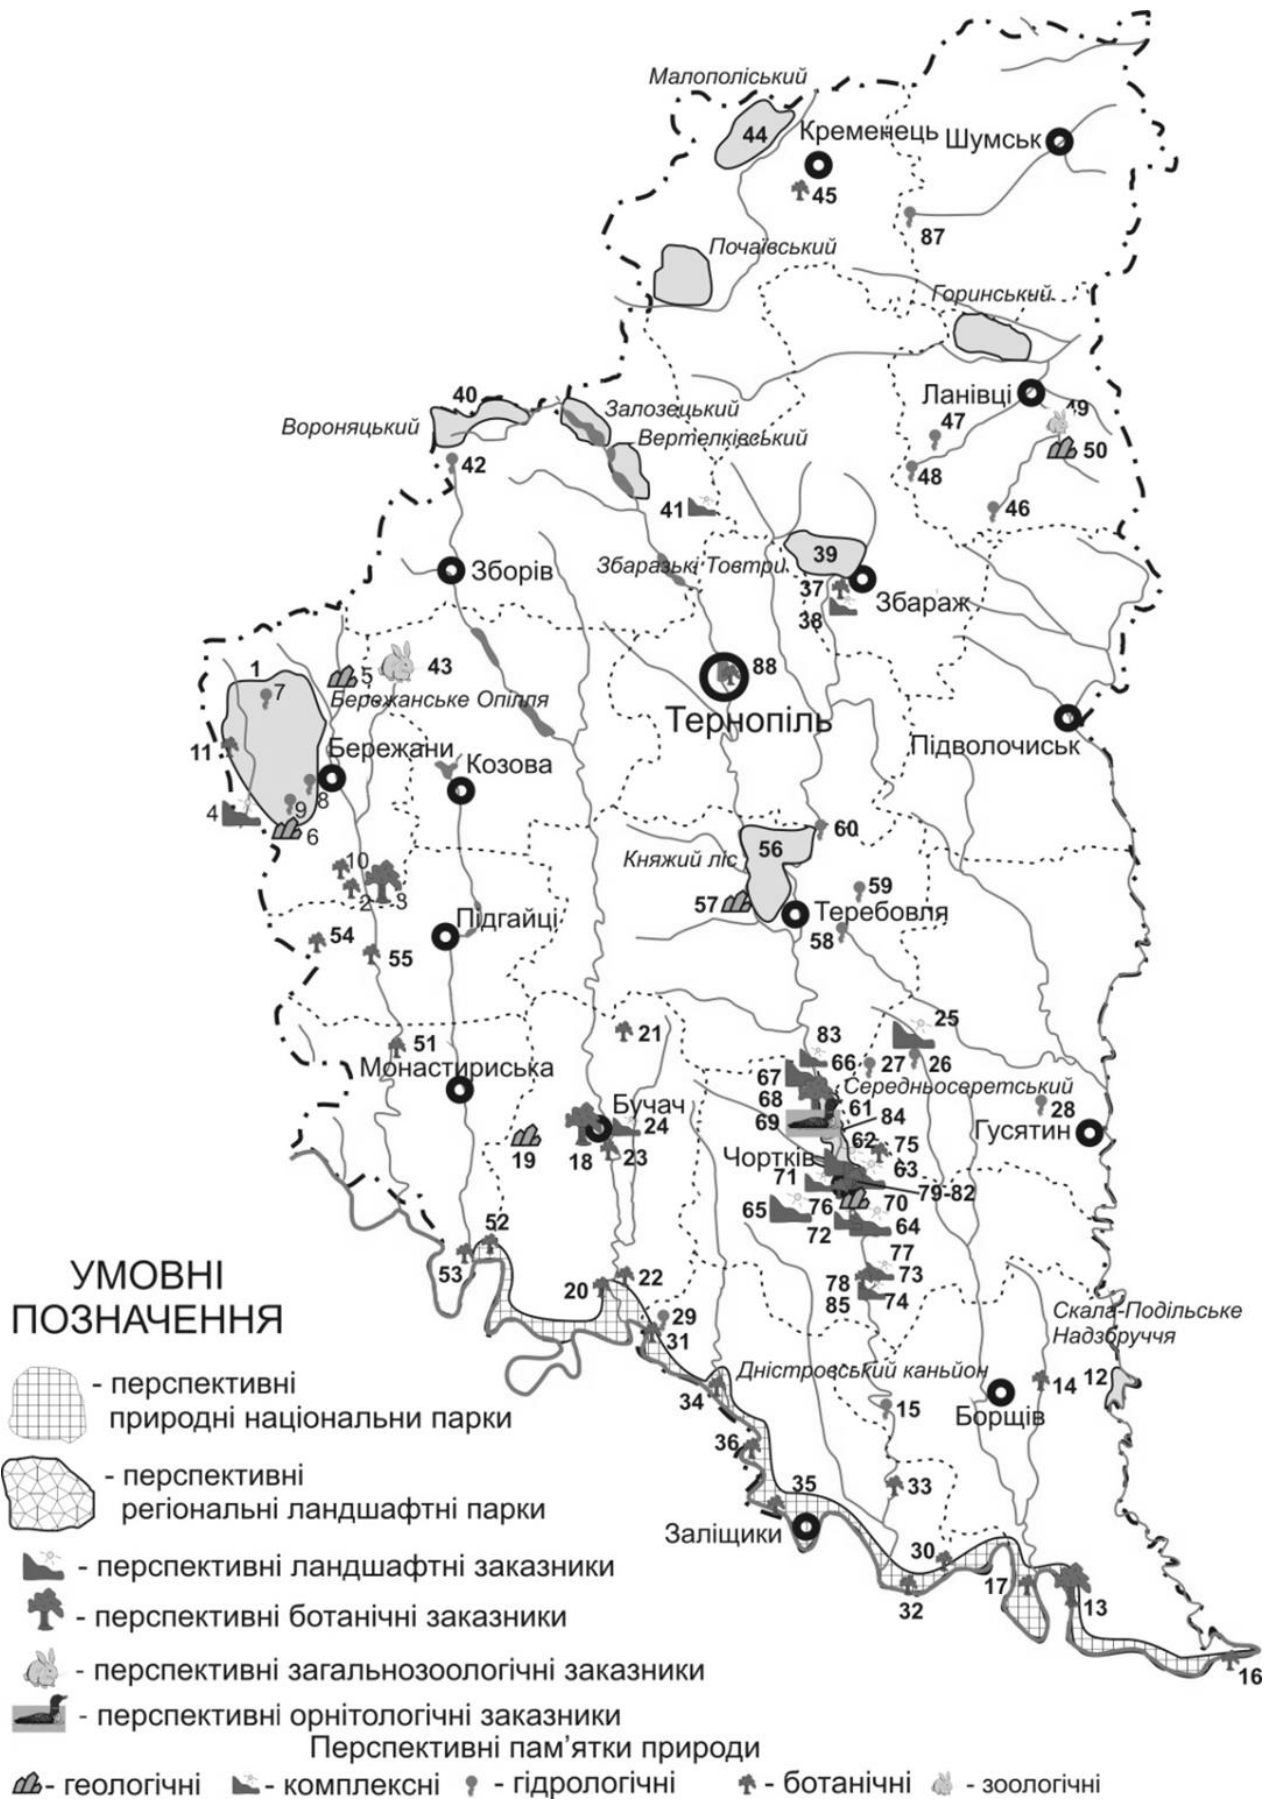 Малополіський
44
Кременець
Шумськ
45
87
Почаївський
Горинський
Ланівці
40
49
Залозецький
Вороняцький
47
Вертелківський
50
42
48
41
46
39
Збаразькі Товтри
Зборів
37
Збараж
38
1
5
43
88
7
Бережанське Опілля
Тернопіль
11
Бережани
Підволочиськ
Козова
8
4
9
6
60
56
10
Княжий ліс
59
2
3
57
Теребовля
Підгайці
58
54
55
25
21
83
51
66
27
26
Монастириська
67
Середньосеретський
68
Бучач
61
28
69
84
24
Гусятин
62
75
19
18
23
Чортків
63
71
79-82
65
76
70
72
64
52
77
53
22
73
20
78
74
85
29
31
Скала-Подільське
Надзбруччя
Дністровський каньйон
34
14
12
15
Борщів
36
35
33
Заліщики
30
17
13
32
16
УМОВНІ
ПОЗНАЧЕННЯ
- перспективні
природні національни парки
- перспективні
регіональні ландшафтні парки
- перспективні ландшафтні заказники
- перспективні ботанічні заказники
- перспективні загальнозоологічні заказники
- перспективні орнітологічні заказники
Перспективні пам’ятки природи
- геологічні - комплексні - гідрологічні - ботанічні - зоологічні